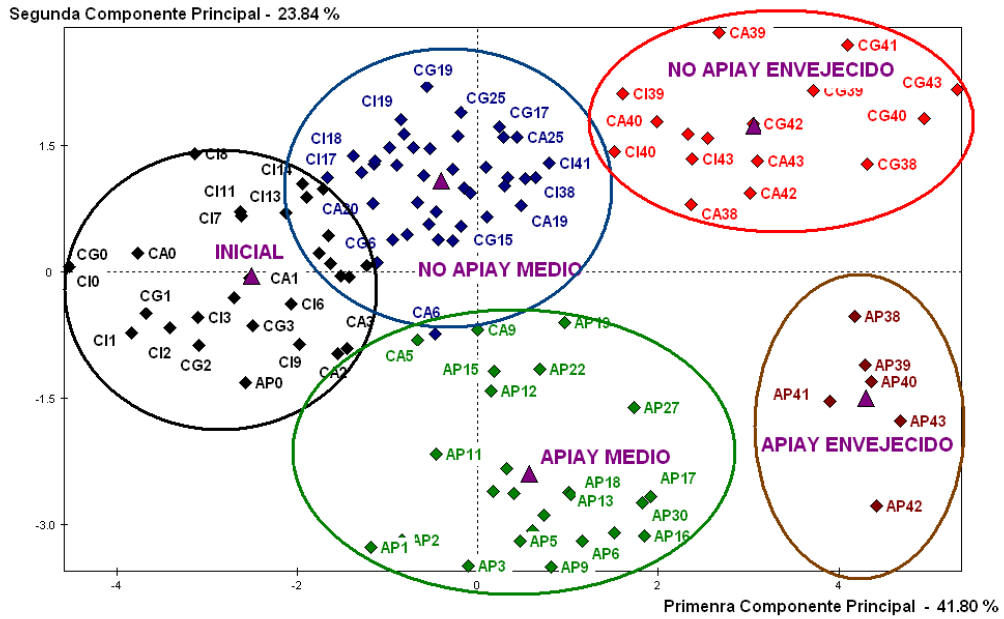 Segunda Componente Principal - 23.84 %
CA39
CG41
NO APIAY ENVEJECIDO
CG19
CG43
CI39
CG39
CI19
CG25
CG17
CA40
CG42
CG40
CI18
CA25
1.5
CI8
CI17
CI41
CI40
CI43
CA43
CG38
CI14
CI11
CI13
CI38
CA42
CI7
CA20
CA19
CA38
CG6
CG15
INICIAL
CG0
CA0
NO APIAY MEDIO
0
CI0
CA1
CG1
CI6
CA6
CI3
CA3
AP38
CG3
CA9
AP19
CI1
CI2
CI9
CA5
CG2
CA2
AP39
AP0
AP15
AP22
AP40
AP12
-1.5
AP41
AP27
AP43
APIAY ENVEJECIDO
AP11
APIAY MEDIO
AP18
AP17
AP13
AP42
AP30
-3.0
AP1
AP2
AP5
AP6
AP16
AP3
AP9
-4
-2
0
2
4
Primenra Componente Principal - 41.80 %